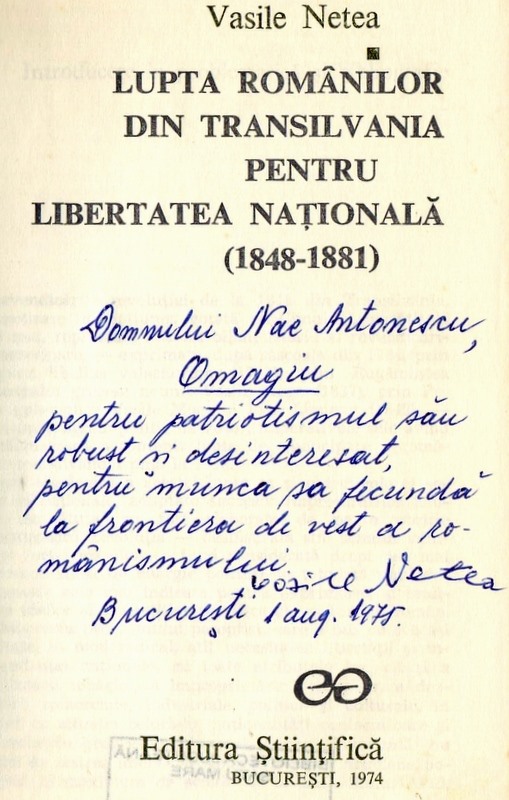 Vasile Netea
LUPTA ROMÂNILOR
DIN TRANSILVANIA
PENTRU
LIBERTATEA NAȚIONALĂ
(1848-1881)
Domnului Nae Antonescu,
Omagiu
pentru patriotismul său
robust și desinteresat,
pentru munca sa fecundă
la frontiera de vest a ro-
mânismului.
Vasile Netea
București 1 aug. 1975.
Editura Științifică
BUCUREȘTI, 1974